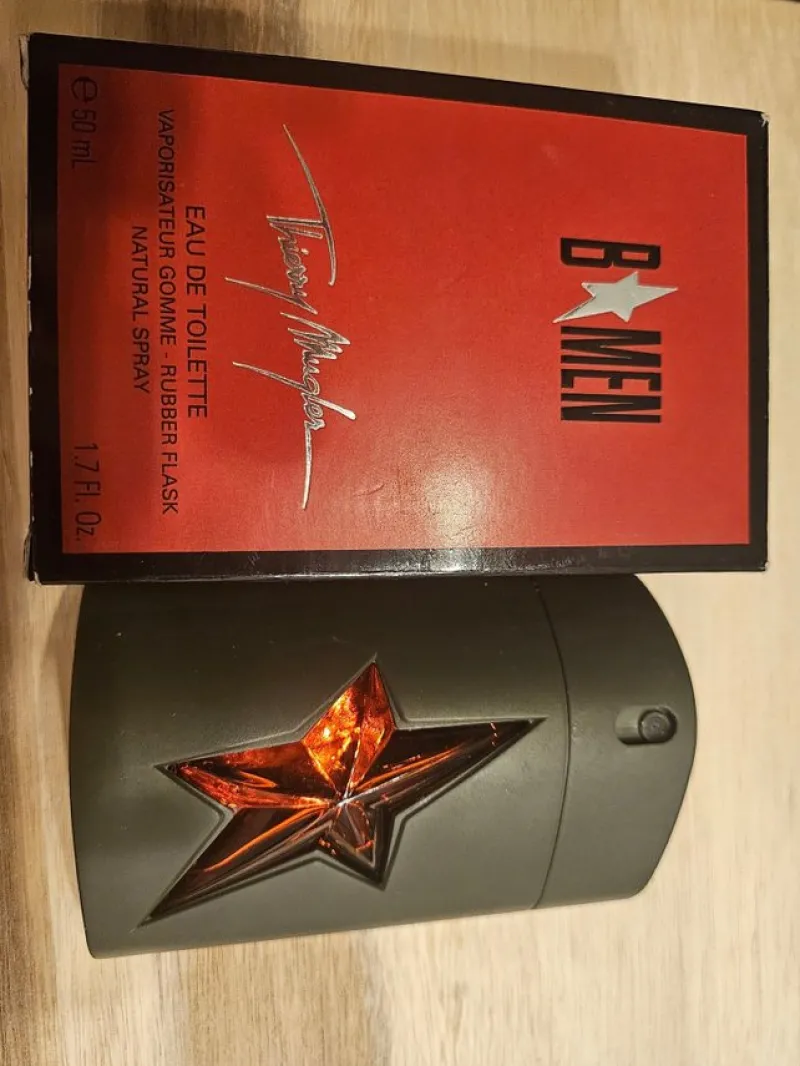 B★MEN
Thierry Mugler
EAU DE TOILETTE
VAPORISATEUR GOMME - RUBBER FLASK
NATURAL SPRAY
℮ 50 mL 1.7 Fl. Oz.